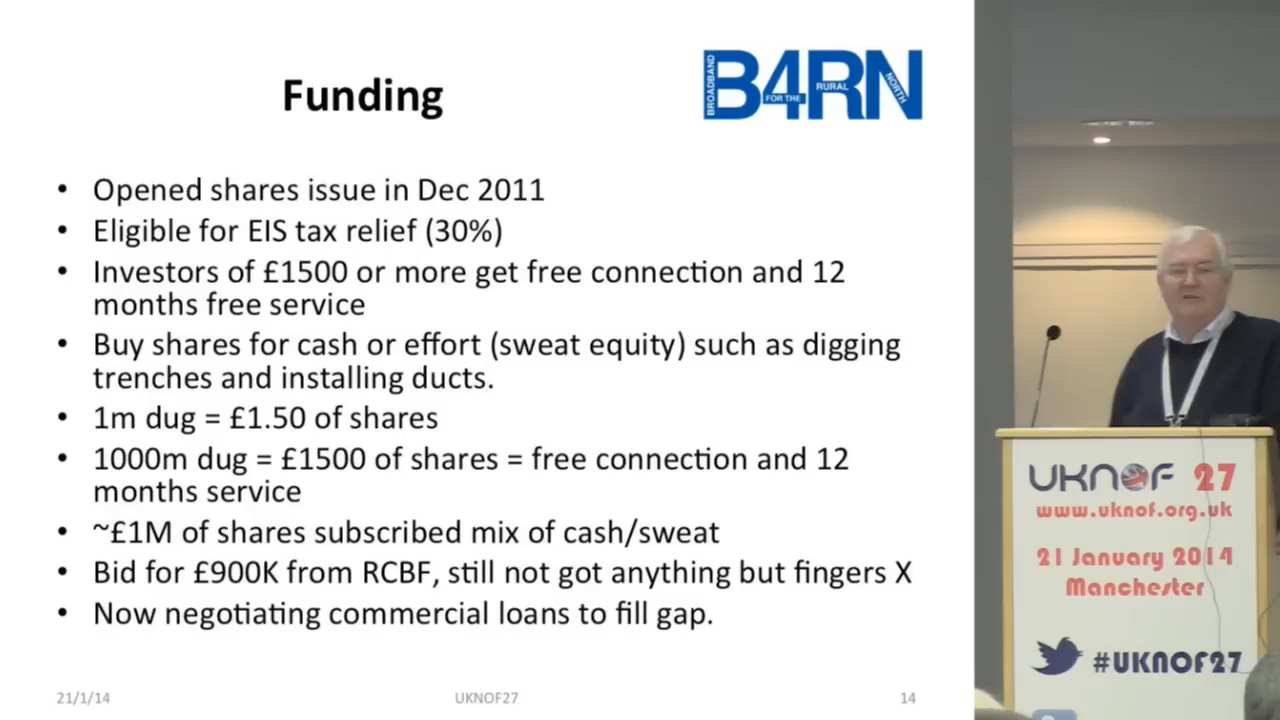 Funding
BROADBAND
B4RN
FOR THE
RURAL
NORTH
• Opened shares issue in Dec 2011
• Eligible for EIS tax relief (30%)
• Investors of £1500 or more get free connection and 12
months free service
• Buy shares for cash or effort (sweat equity) such as digging
trenches and installing ducts.
• 1m dug = £1.50 of shares
• 1000m dug = £1500 of shares = free connection and 12
months service
• ~£1M of shares subscribed mix of cash/sweat
• Bid for £900K from RCBF, still not got anything but fingers X
• Now negotiating commercial loans to fill gap.
21/1/14
UKNOF27
14
UKNOF 27
www.uknof.org.uk
21 January 2014
Manchester
#UKNOF27